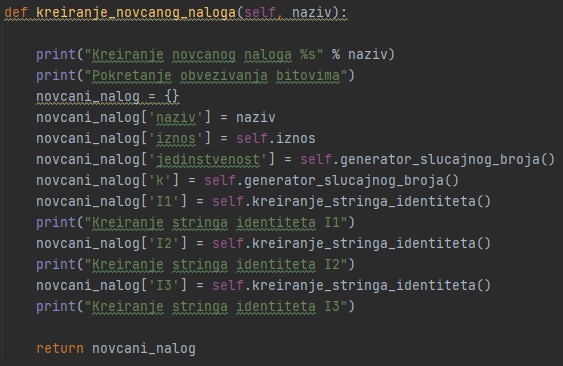 def kreiranje_novcanog_naloga(self, naziv):
print("Kreiranje novcanog naloga %s" % naziv)
print("Pokretanje obvezivanja bitovima")
novcani_nalog = {}
novcani_nalog['naziv'] = naziv
novcani_nalog['iznos'] = self.iznos
novcani_nalog['jedinstvenost'] = self.generator_slucajnog_broja()
novcani_nalog['k'] = self.generator_slucajnog_broja()
novcani_nalog['I1'] = self.kreiranje_stringa_identiteta()
print("Kreiranje stringa identiteta I1")
novcani_nalog['I2'] = self.kreiranje_stringa_identiteta()
print("Kreiranje stringa identiteta I2")
novcani_nalog['I3'] = self.kreiranje_stringa_identiteta()
print("Kreiranje stringa identiteta I3")
return novcani_nalog